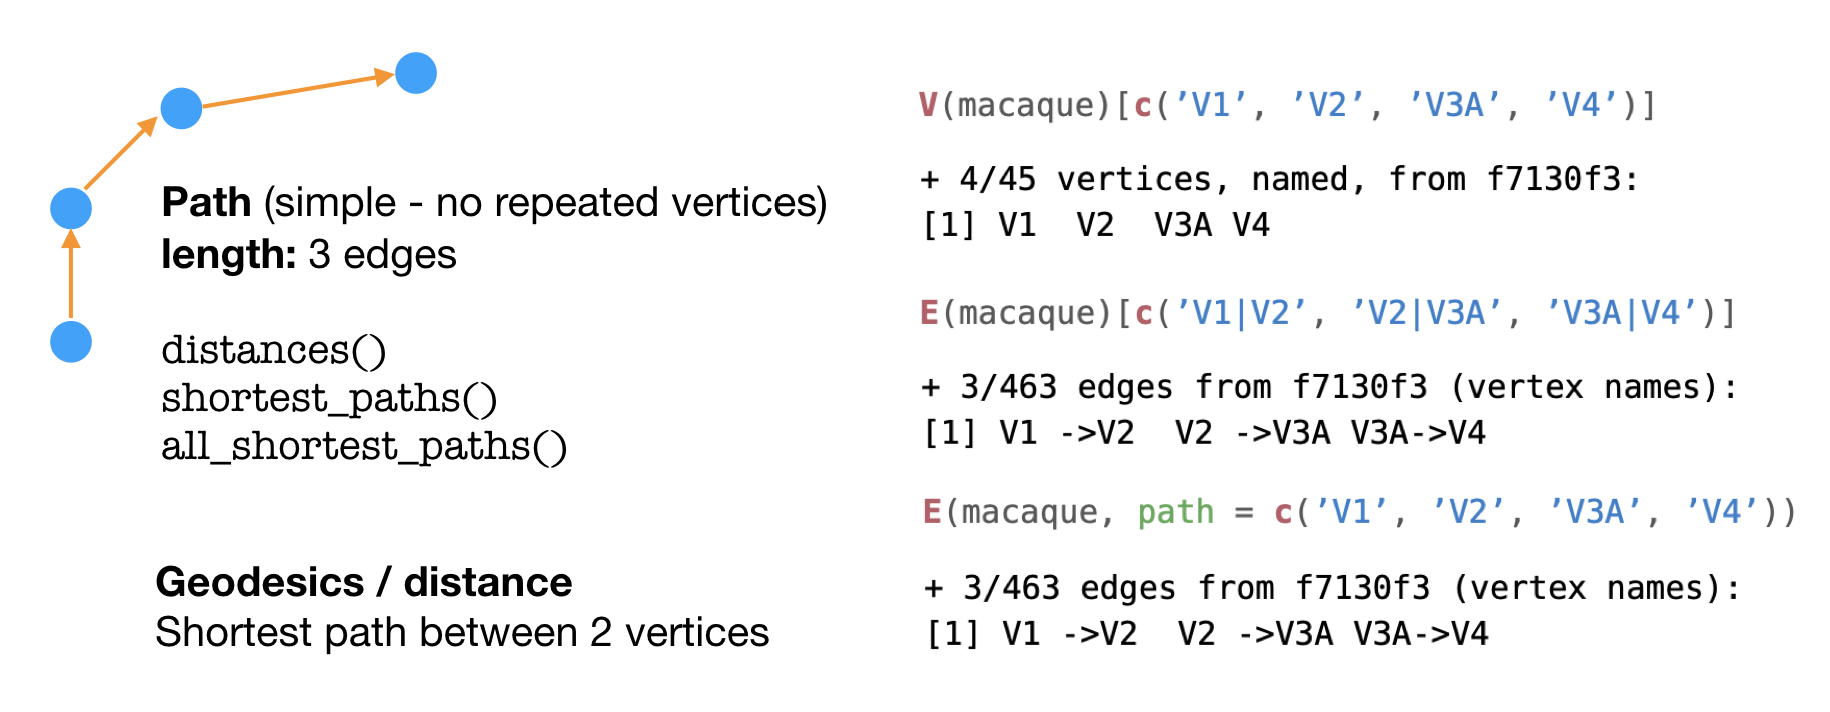 Path (simple - no repeated vertices)
length: 3 edges
distances()
shortest_paths()
all_shortest_paths()
Geodesics / distance
Shortest path between 2 vertices
V(macaque)[c(’V1’, ’V2’, ’V3A’, ’V4’)]
+ 4/45 vertices, named, from f7130f3:
[1] V1  V2  V3A V4
E(macaque)[c(’V1|V2’, ’V2|V3A’, ’V3A|V4’)]
+ 3/463 edges from f7130f3 (vertex names):
[1] V1 ->V2  V2 ->V3A V3A->V4
E(macaque, path = c(’V1’, ’V2’, ’V3A’, ’V4’))
+ 3/463 edges from f7130f3 (vertex names):
[1] V1 ->V2  V2 ->V3A V3A->V4